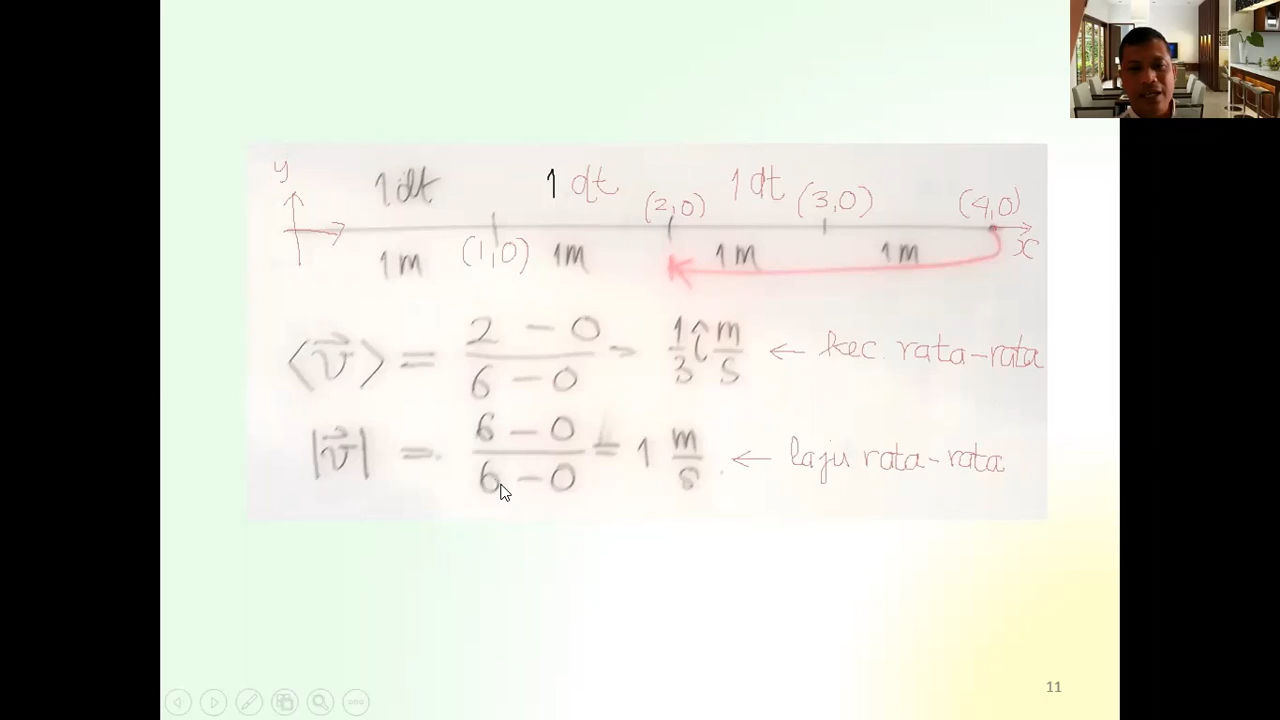 y
1 dt 1 dt 1 dt
(2,0) (3,0) (4,0)
x
1 m (1,0) 1 m 1 m 1 m
⟨v⃗⟩ = (2 - 0)/(6 - 0) - 1/3 î m/s ← kec. rata-rata
|v⃗| = (6 - 0)/(6 - 0) = 1 m/s. ← laju rata-rata
11